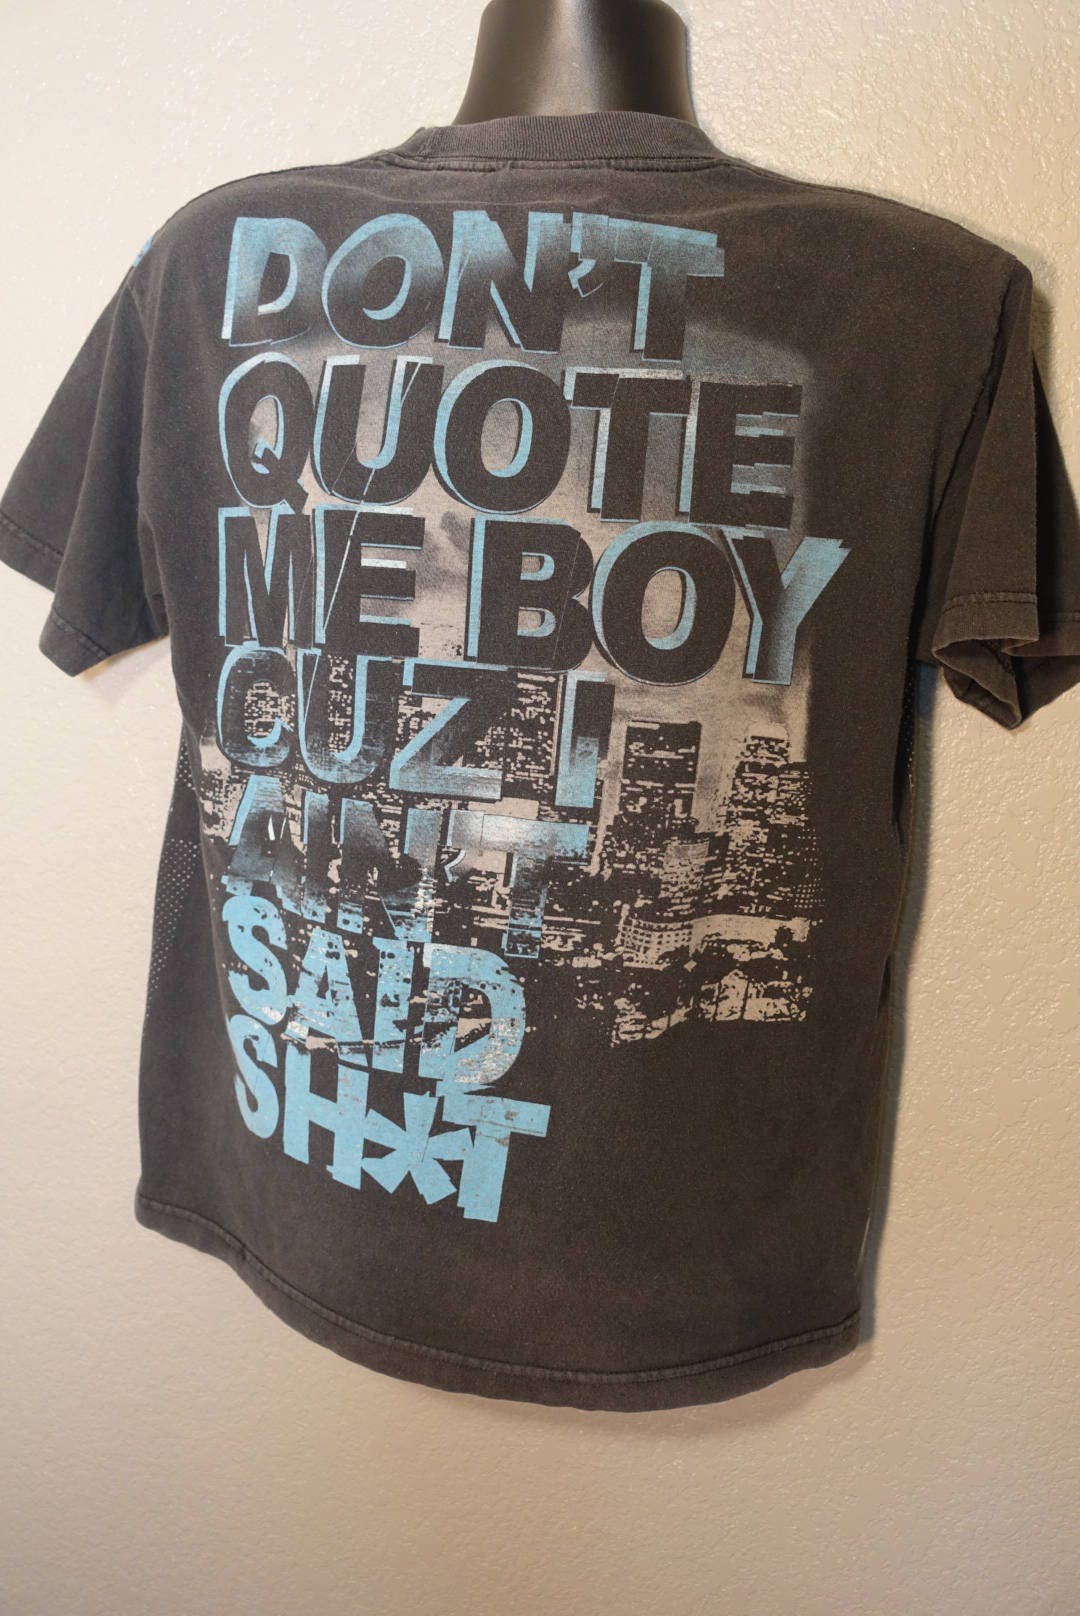 DON'T
QUOTE
ME BOY
CUZ I
AIN'T
SAID
SH*T